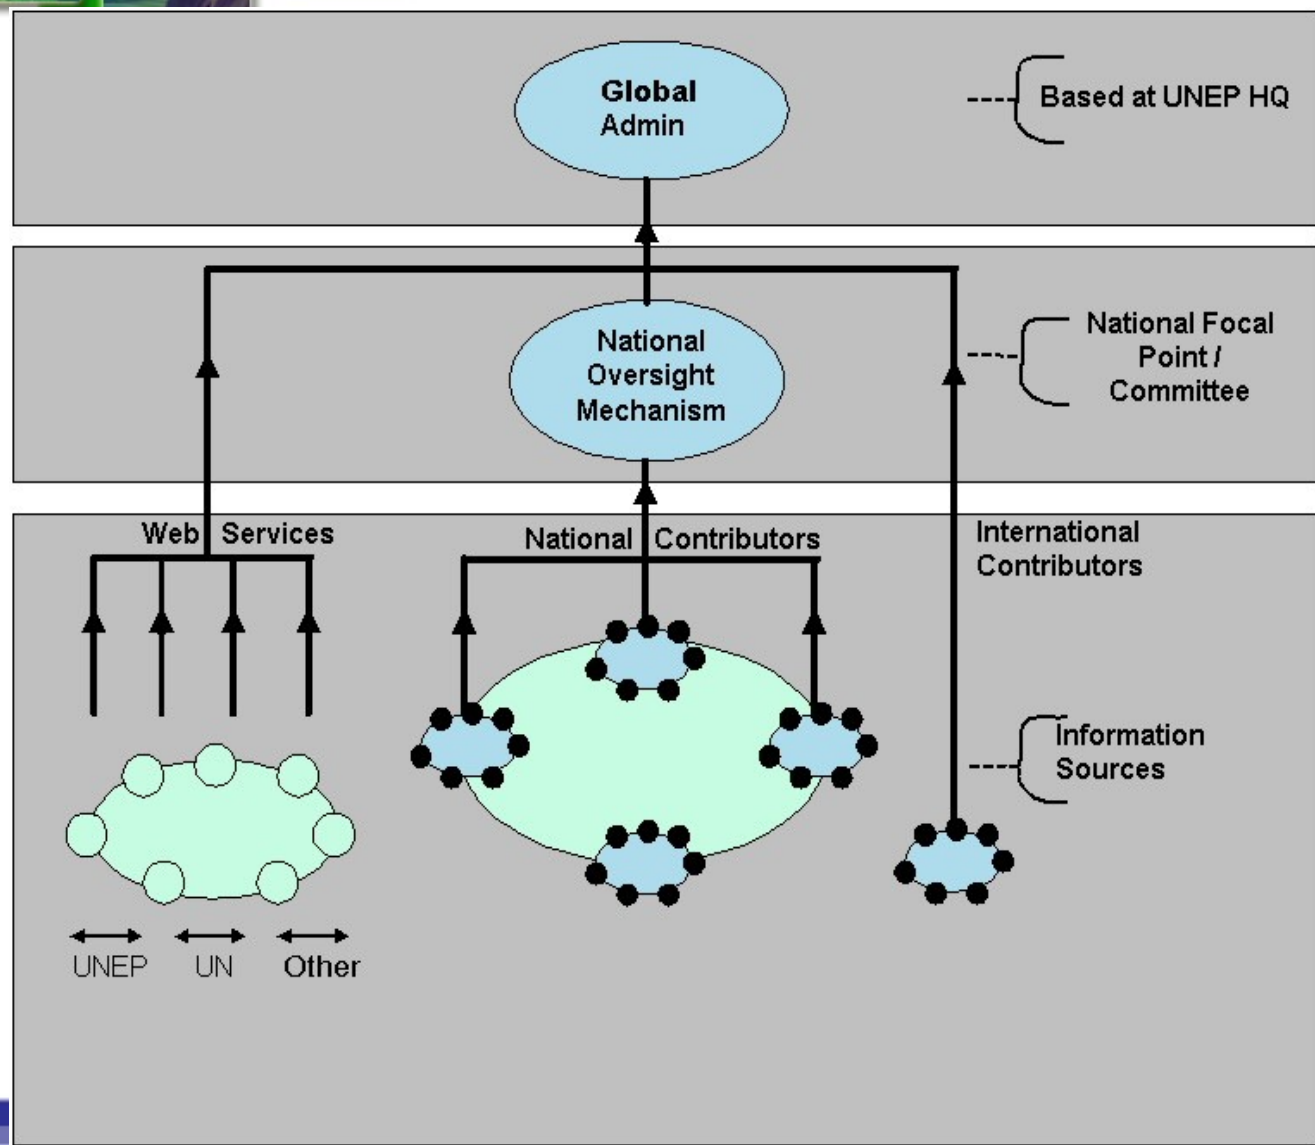 Global
Admin
Based at UNEP HQ
National
Oversight
Mechanism
National Focal
Point /
Committee
Web Services
National Contributors
International
Contributors
Information
Sources
UNEP UN Other